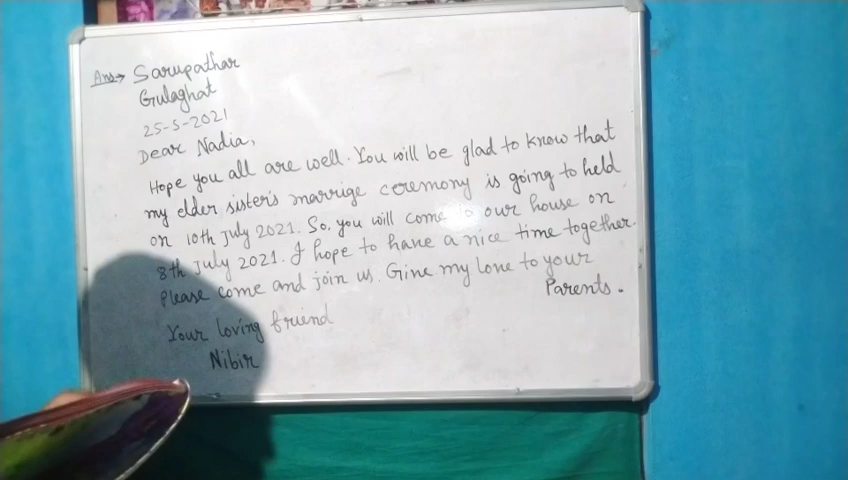 Ans→ Sarupathar
Gulaghat
25-5-2021
Dear Nadia,
Hope you all are well. You will be glad to know that
my elder sister's marrige ceremony is going to held
on 10th July 2021. So, you will come to our house on
8th July 2021. I hope to have a nice time together.
Please come and join us. Give my love to your
Parents.
Your loving friend
Nibir